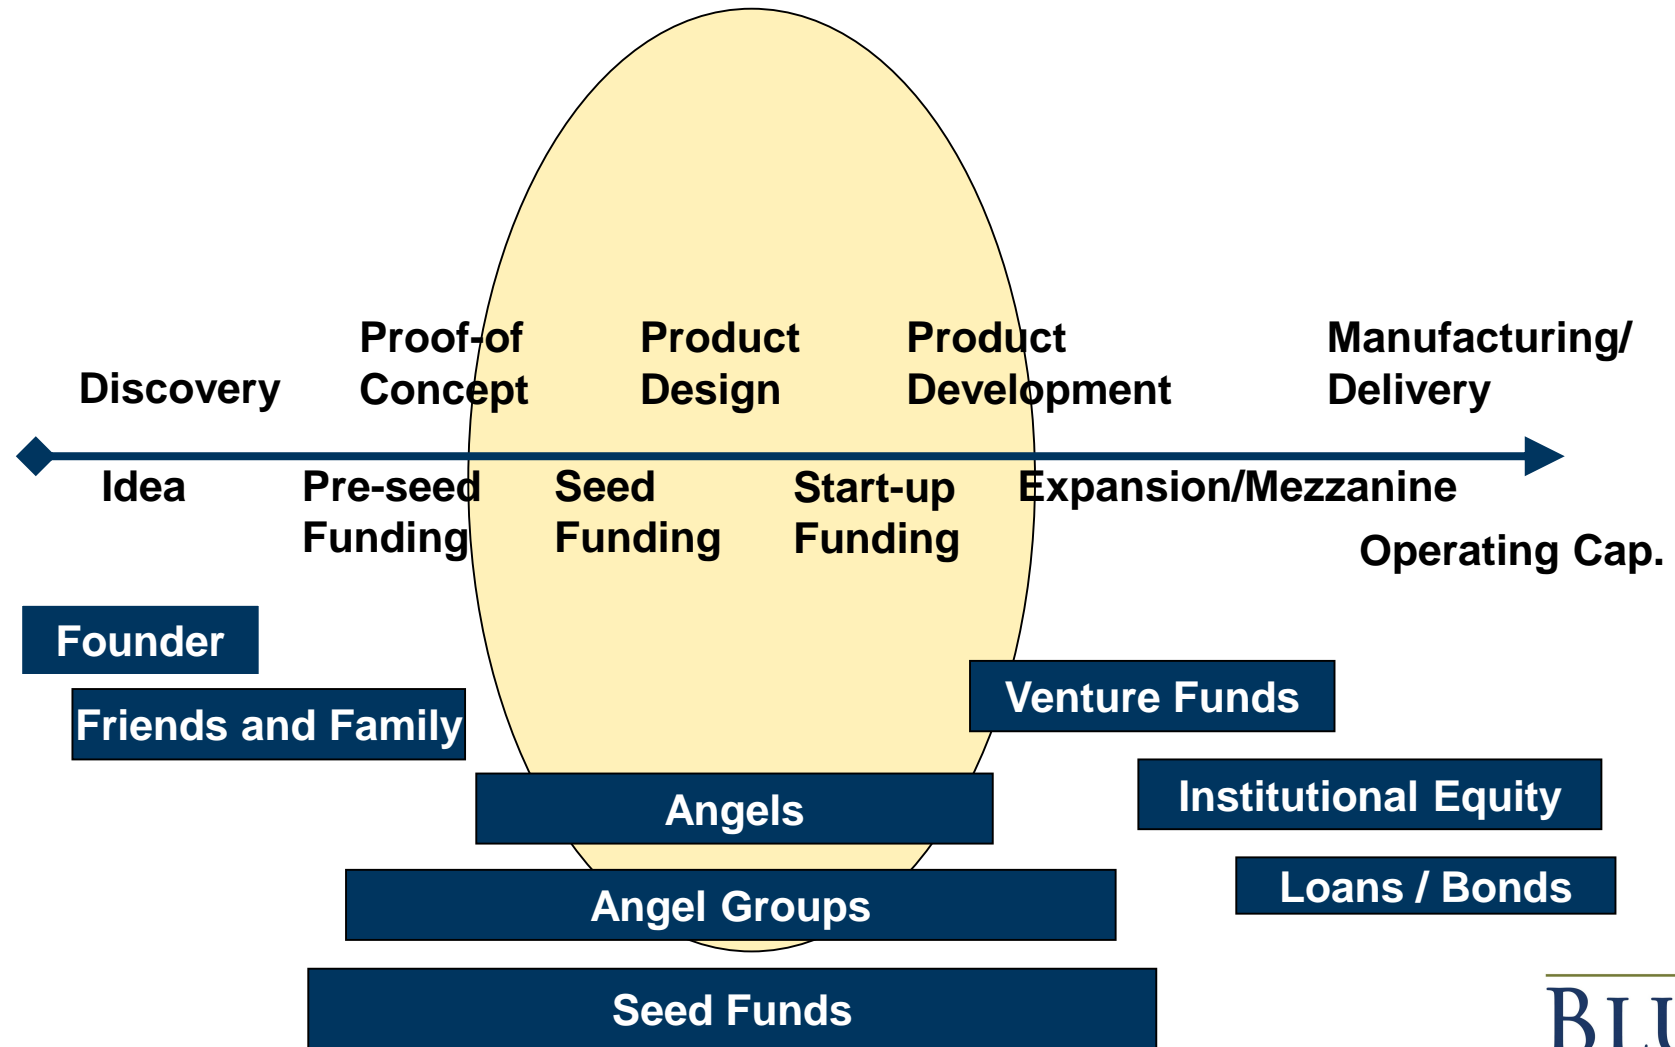 Discovery
Proof-of
Concept
Product
Design
Product
Development
Manufacturing/
Delivery
Idea
Pre-seed
Funding
Seed
Funding
Start-up
Funding
Expansion/Mezzanine
Operating Cap.
Founder
Friends and Family
Venture Funds
Angels
Institutional Equity
Angel Groups
Loans / Bonds
Seed Funds